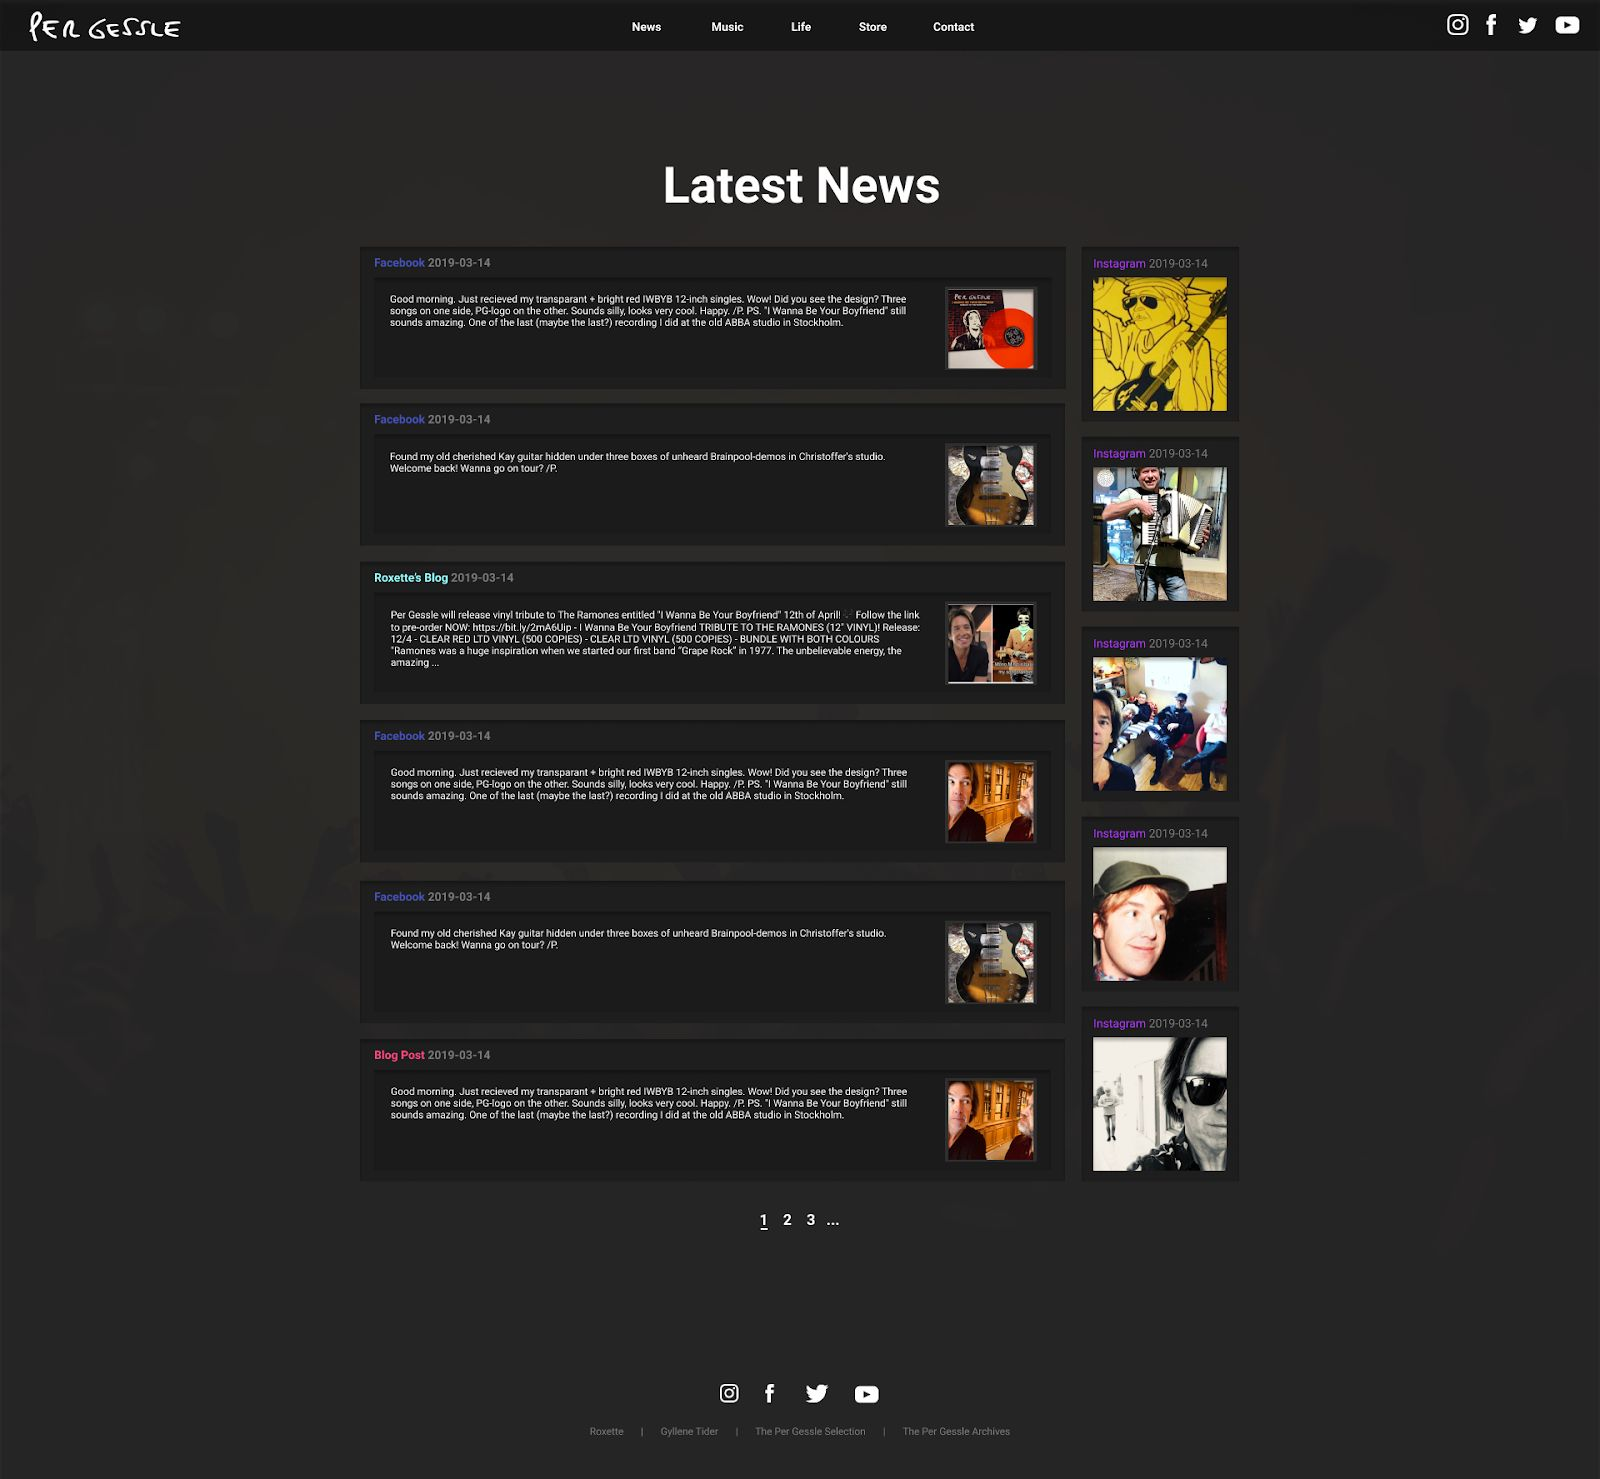 PER GESSLE
News Music Life Store Contact
Latest News
Facebook 2019-03-14
Good morning. Just recieved my transparant + bright red IWBYB 12-inch singles. Wow! Did you see the design? Three
songs on one side, PG-logo on the other. Sounds silly, looks very cool. Happy. /P. PS. "I Wanna Be Your Boyfriend" still
sounds amazing. One of the last (maybe the last?) recording I did at the old ABBA studio in Stockholm.
PER GESSLE
Facebook 2019-03-14
Found my old cherished Kay guitar hidden under three boxes of unheard Brainpool-demos in Christoffer's studio.
Welcome back! Wanna go on tour? /P.
Roxette's Blog 2019-03-14
Per Gessle will release vinyl tribute to The Ramones entitled "I Wanna Be Your Boyfriend" 12th of April! Follow the link
to pre-order NOW: https://bit.ly/2mA6Uip - I Wanna Be Your Boyfriend TRIBUTE TO THE RAMONES (12" VINYL)! Release:
12/4 - CLEAR RED LTD VINYL (500 COPIES) - CLEAR LTD VINYL (500 COPIES) - BUNDLE WITH BOTH COLOURS
"Ramones was a huge inspiration when we started our first band "Grape Rock" in 1977. The unbelievable energy, the
amazing ...
Facebook 2019-03-14
Good morning. Just recieved my transparant + bright red IWBYB 12-inch singles. Wow! Did you see the design? Three
songs on one side, PG-logo on the other. Sounds silly, looks very cool. Happy. /P. PS. "I Wanna Be Your Boyfriend" still
sounds amazing. One of the last (maybe the last?) recording I did at the old ABBA studio in Stockholm.
Facebook 2019-03-14
Found my old cherished Kay guitar hidden under three boxes of unheard Brainpool-demos in Christoffer's studio.
Welcome back! Wanna go on tour? /P.
Blog Post 2019-03-14
Good morning. Just recieved my transparant + bright red IWBYB 12-inch singles. Wow! Did you see the design? Three
songs on one side, PG-logo on the other. Sounds silly, looks very cool. Happy. /P. PS. "I Wanna Be Your Boyfriend" still
sounds amazing. One of the last (maybe the last?) recording I did at the old ABBA studio in Stockholm.
Instagram 2019-03-14
Instagram 2019-03-14
Instagram 2019-03-14
Instagram 2019-03-14
Instagram 2019-03-14
1 2 3 ...
Roxette | Gyllene Tider | The Per Gessle Selection | The Per Gessle Archives